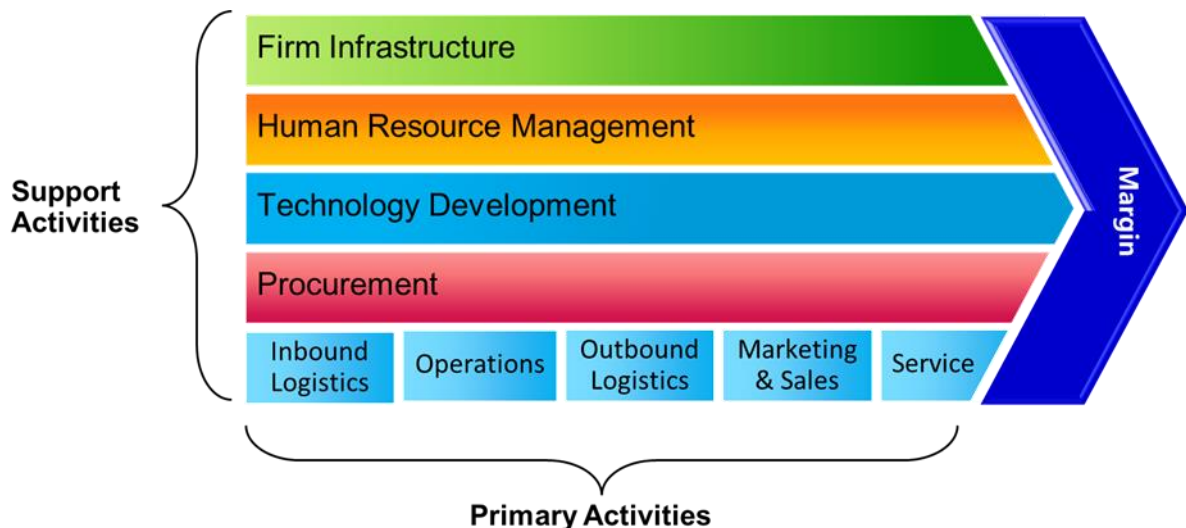 Firm Infrastructure
Human Resource Management
Support
Activities
Technology Development
Procurement
Margin
Inbound
Logistics
Operations
Outbound
Logistics
Marketing
& Sales
Service
Primary Activities